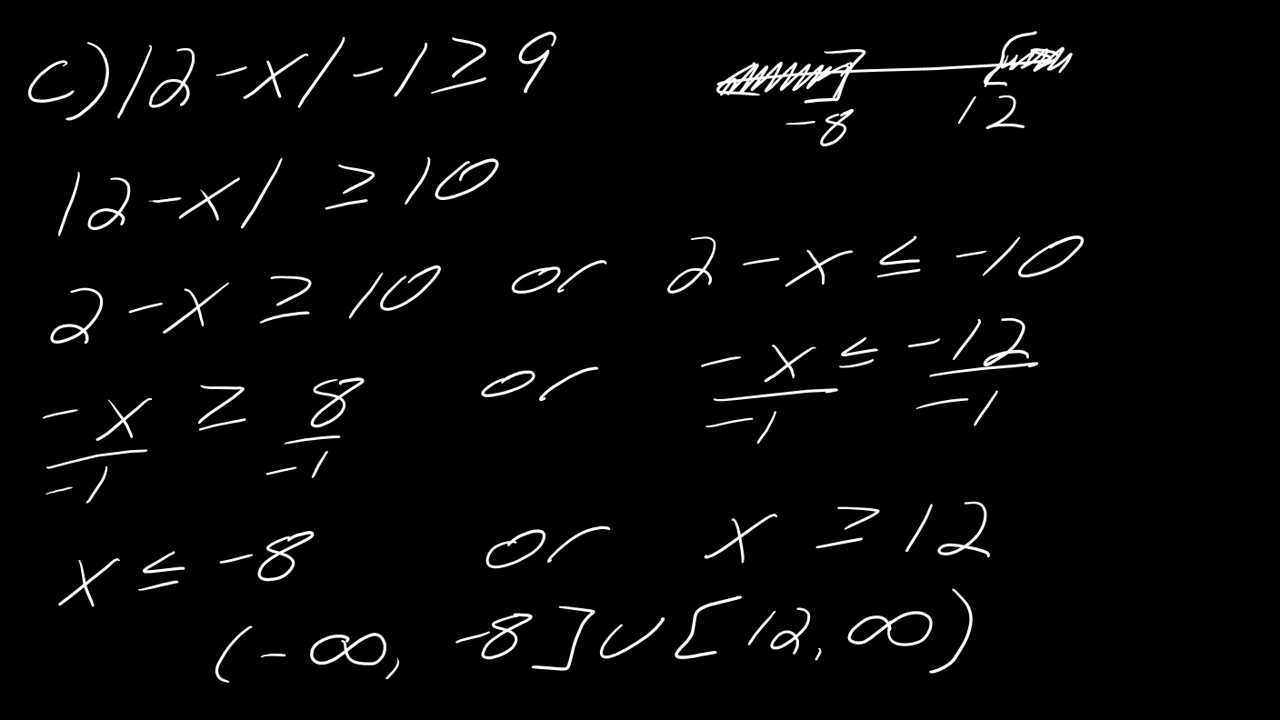 c) |2-x|-1≥9
-8 12
|2-x| ≥ 10
2-x ≥ 10 or 2-x ≤ -10
-x ≥ 8 or -x ≤ -12
-1 -1 -1 -1
x ≤ -8 or x ≥ 12
(-∞, -8]∪[12, ∞)